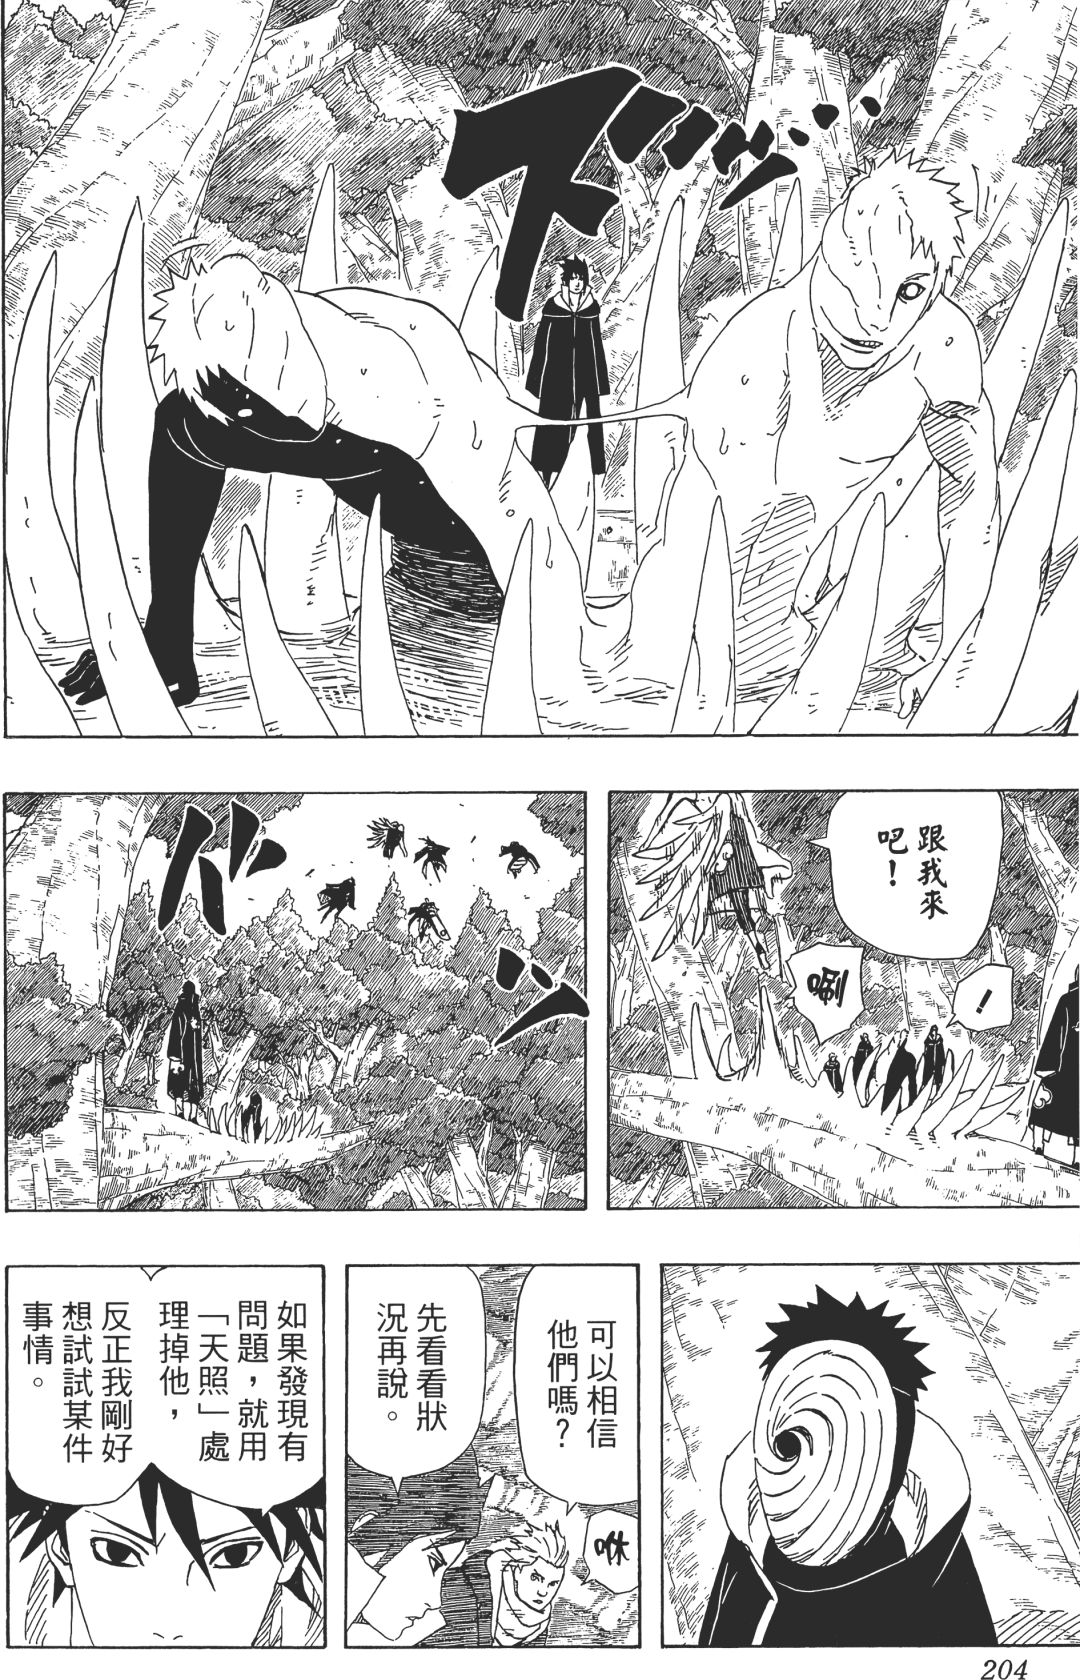 ズズズ…
跟我來
吧！
唰
！
バッ
可以相信
他們嗎？
咻
先看看狀
況再說。
如果發現有
問題，就用
「天照」處
理掉他，
反正我剛好
想試試某件
事情。
204